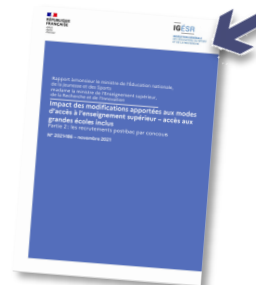 RÉPUBLIQUE
FRANÇAISE
IGÉSR
Rapport à monsieur le ministre de l'Éducation nationale,
de la Jeunesse et des Sports
madame la ministre de l'Enseignement supérieur,
de la Recherche et de l'Innovation
Impact des modifications apportées aux modes
d'accès à l'enseignement supérieur – accès aux
grandes écoles inclus
Partie 2 : les recrutements postbac par concours
N° 2021-086 – novembre 2021